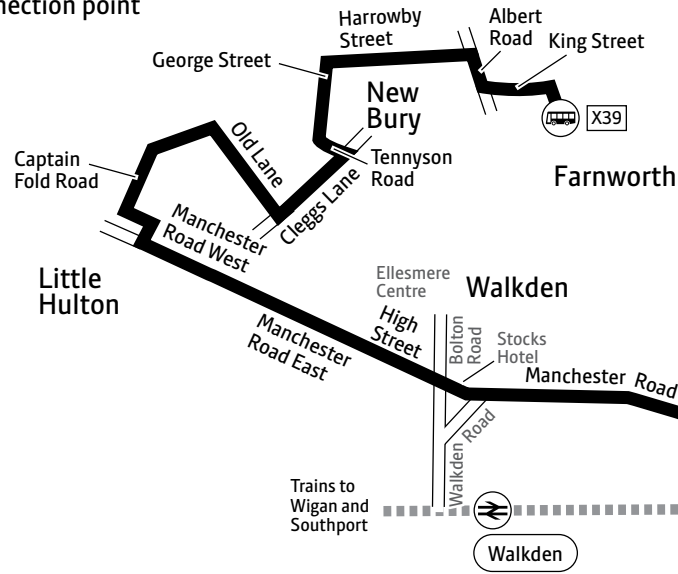 nection point
Harrowby
Street
Albert
Road
King Street
George Street
New
Bury
X39
Old Lane
Tennyson
Road
Captain
Fold Road
Farnworth
Cleggs Lane
Manchester
Road West
Little
Hulton
Ellesmere
Centre
Walkden
High
Street
Bolton
Road
Stocks
Hotel
Manchester
Road East
Manchester Road
Walkden Road
Trains to
Wigan and
Southport
Walkden